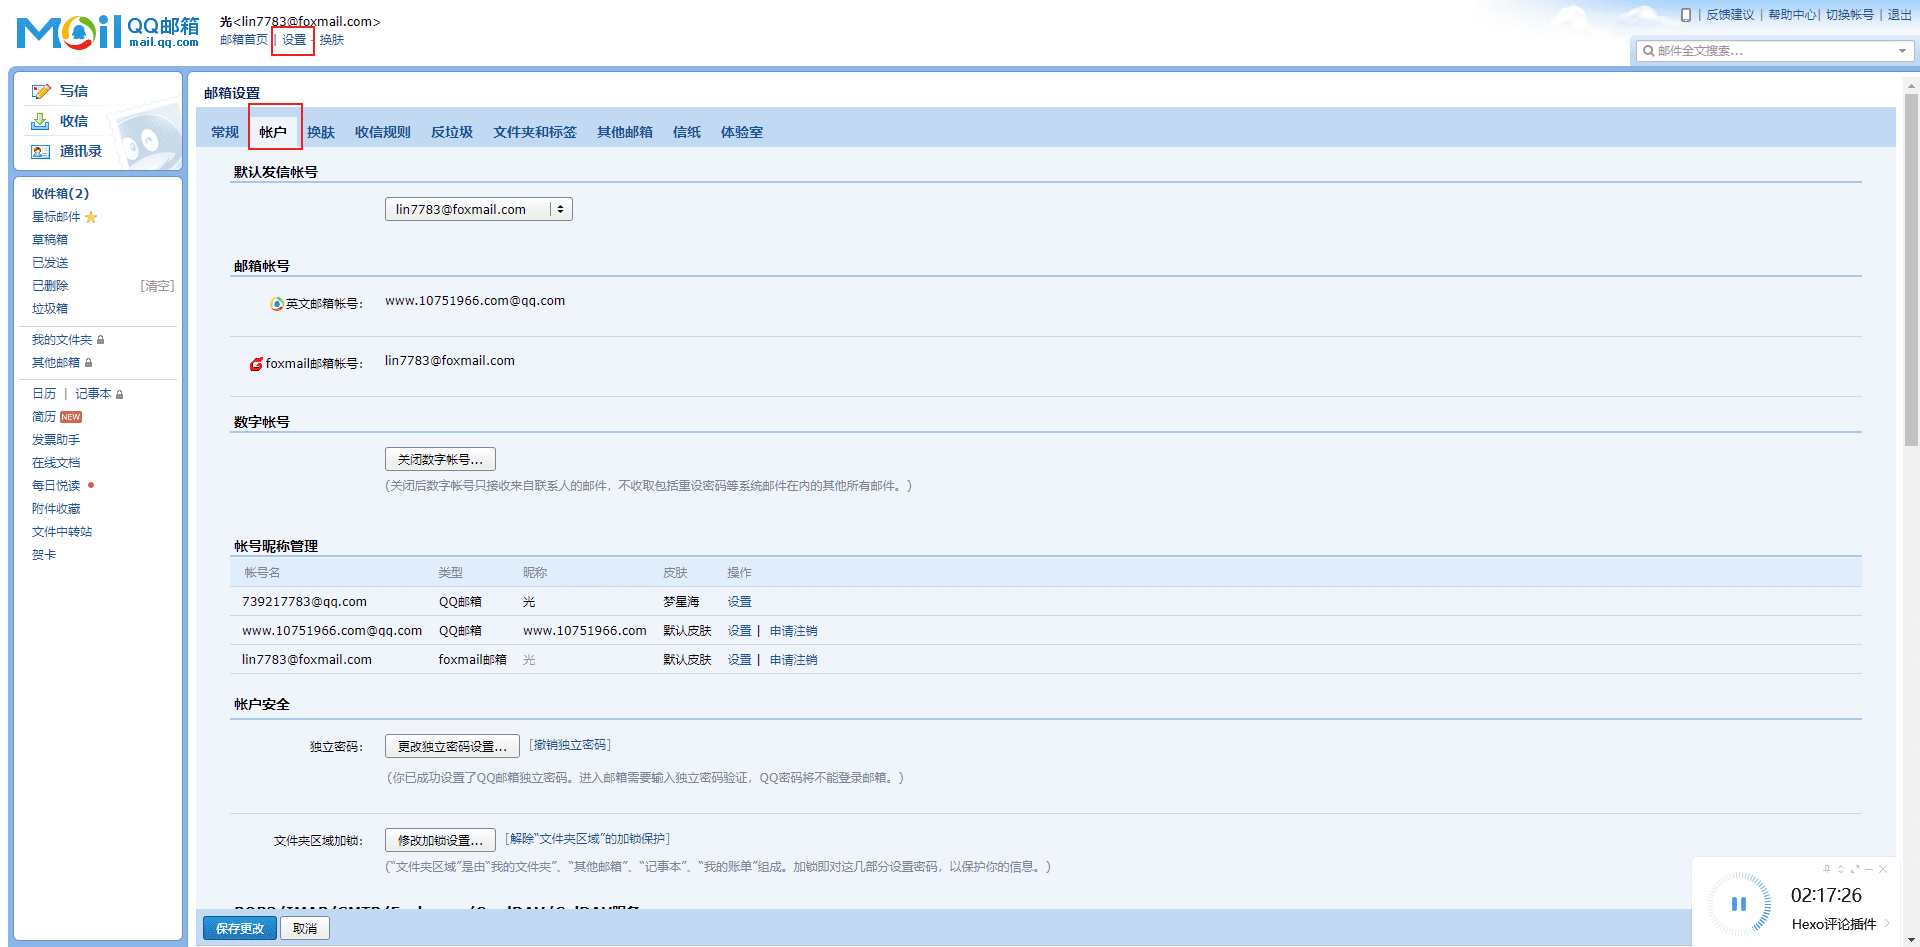 Mail QQ邮箱
mail.qq.com
光<lin7783@foxmail.com>
邮箱首页 | 设置 - 换肤
| 反馈建议 | 帮助中心 | 切换帐号 | 退出
邮件全文搜索...
写信
收信
通讯录
收件箱(2)
星标邮件
草稿箱
已发送
已删除 [清空]
垃圾箱
我的文件夹
其他邮箱
日历 | 记事本
简历 NEW
发票助手
在线文档
每日悦读
附件收藏
文件中转站
贺卡
邮箱设置
常规 帐户 换肤 收信规则 反垃圾 文件夹和标签 其他邮箱 信纸 体验室
默认发信帐号
lin7783@foxmail.com
邮箱帐号
英文邮箱帐号： www.10751966.com@qq.com
foxmail邮箱帐号： lin7783@foxmail.com
数字帐号
关闭数字帐号...
（关闭后数字帐号只接收来自联系人的邮件，不收取包括重设密码等系统邮件在内的其他所有邮件。）
帐号昵称管理
帐号名 类型 昵称 皮肤 操作
739217783@qq.com QQ邮箱 光 梦星海 设置
www.10751966.com@qq.com QQ邮箱 www.10751966.com 默认皮肤 设置 | 申请注销
lin7783@foxmail.com foxmail邮箱 光 默认皮肤 设置 | 申请注销
帐户安全
独立密码： 更改独立密码设置... [撤销独立密码]
（你已成功设置了QQ邮箱独立密码。进入邮箱需要输入独立密码验证，QQ密码将不能登录邮箱。）
文件夹区域加锁： 修改加锁设置... [解除“文件夹区域”的加锁保护]
（“文件夹区域”是由“我的文件夹”、“其他邮箱”、“记事本”、“我的账单”组成。加锁即对这几部分设置密码，以保护你的信息。）
POP3/IMAP/SMTP/Exchange/CardDAV/CalDAV服务
保存更改 取消
02:17:26
Hexo评论插件